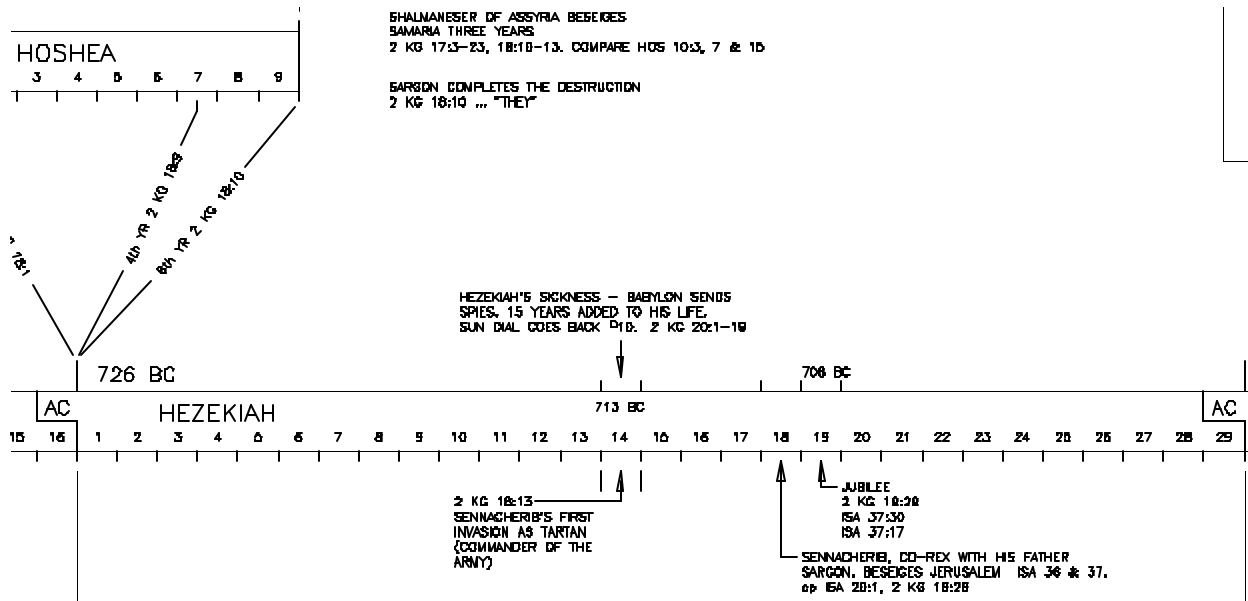 SHALMANESER OF ASSYRIA BESEIGES
SAMARIA THREE YEARS
2 KG 17:3-23, 18:10-13. COMPARE HOS 10:3, 7 & 15
HOSHEA
3 4 5 6 7 8 9
SARGON COMPLETES THE DESTRUCTION
2 KG 18:10 ... "THEY"
4th YR 2 KG 18:9
6th YR 2 KG 18:10
18:1
HEZEKIAH'S SICKNESS - BABYLON SENDS
SPIES. 15 YEARS ADDED TO HIS LIFE.
SUN DIAL GOES BACK 10. 2 KG 20:1-19
726 BC
708 BC
AC
HEZEKIAH
713 BC
AC
15 16 1 2 3 4 5 6 7 8 9 10 11 12 13 14 15 16 17 18 19 20 21 22 23 24 25 26 27 28 29
2 KG 18:13
SENNACHERIB'S FIRST
INVASION AS TARTAN
(COMMANDER OF THE
ARMY)
JUBILEE
2 KG
ISA 37:30
ISA 37:17
SENNACHERIB, CO-REX WITH HIS FATHER
SARGON, BESEIGES JERUSALEM ISA 36 & 37.
cp ISA 20:1, 2 KG